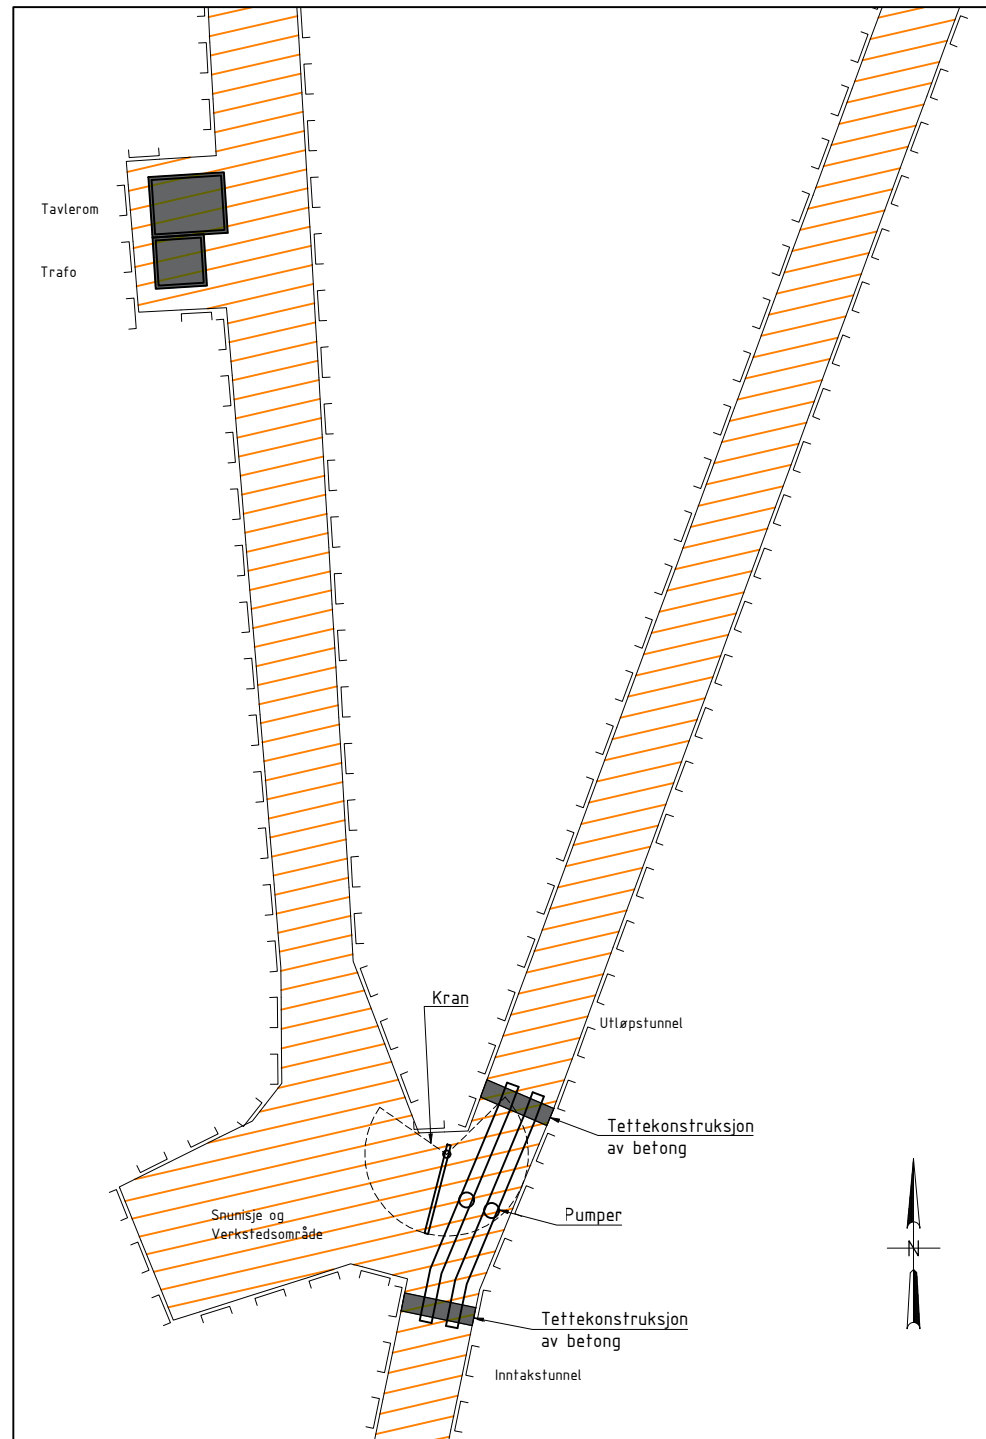 Tavlerom
Trafo
Kran
Utløpstunnel
Tettekonstruksjon
av betong
Snunisje og
Verkstedsområde
Pumper
N
Tettekonstruksjon
av betong
Inntakstunnel